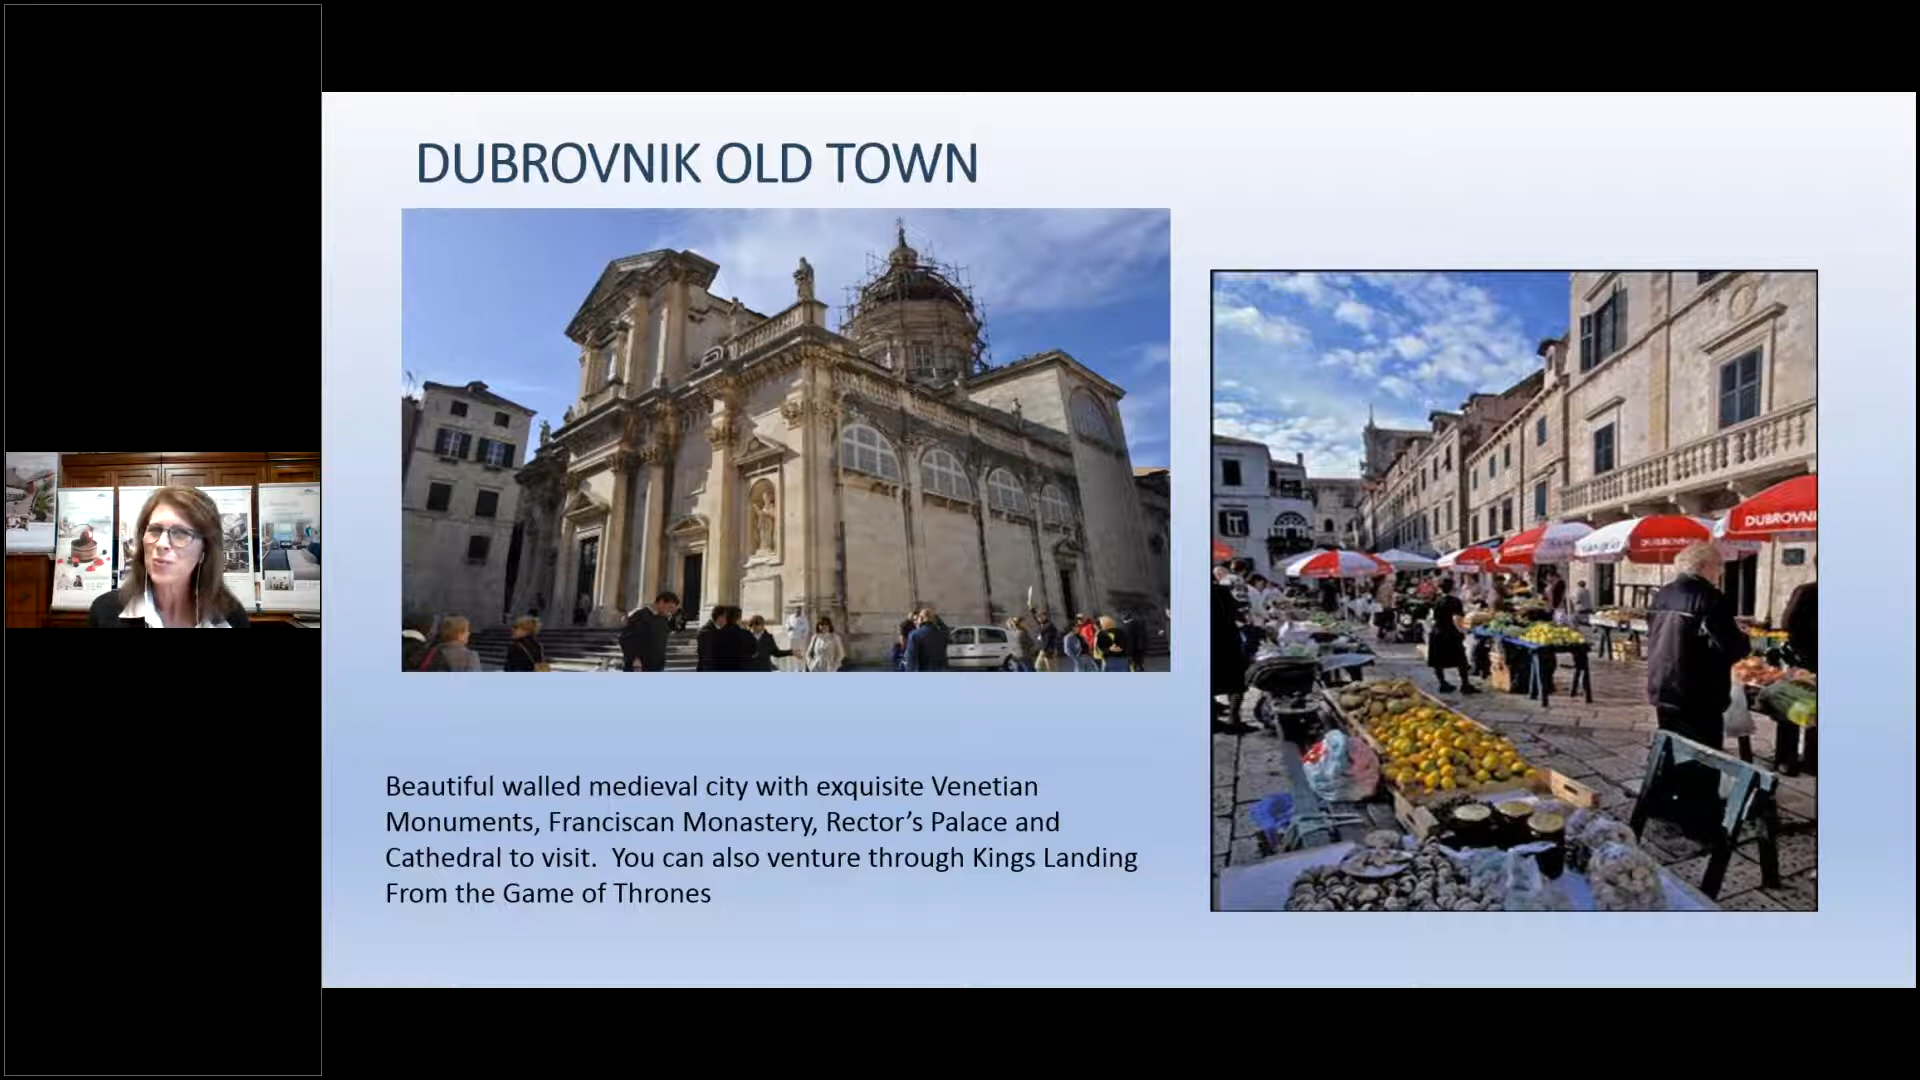 DUBROVNIK OLD TOWN
Beautiful walled medieval city with exquisite Venetian
Monuments, Franciscan Monastery, Rector’s Palace and
Cathedral to visit.  You can also venture through Kings Landing
From the Game of Thrones
DUBROVNI